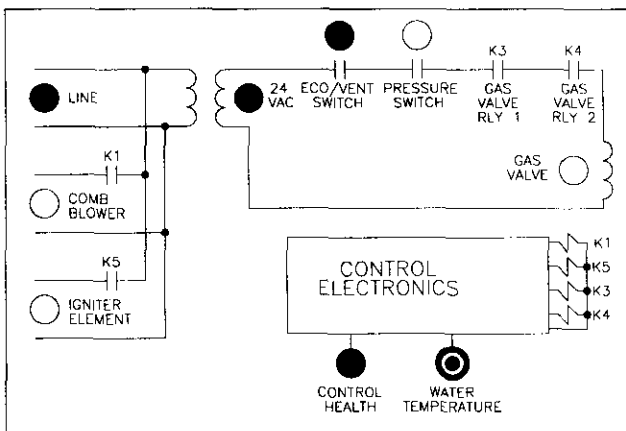 K3
K4
LINE
24
VAC
ECO/VENT
SWITCH
PRESSURE
SWITCH
GAS
VALVE
RLY 1
GAS
VALVE
RLY 2
K1
COMB
BLOWER
GAS
VALVE
K5
IGNITER
ELEMENT
CONTROL
ELECTRONICS
K1
K5
K3
K4
CONTROL
HEALTH
WATER
TEMPERATURE